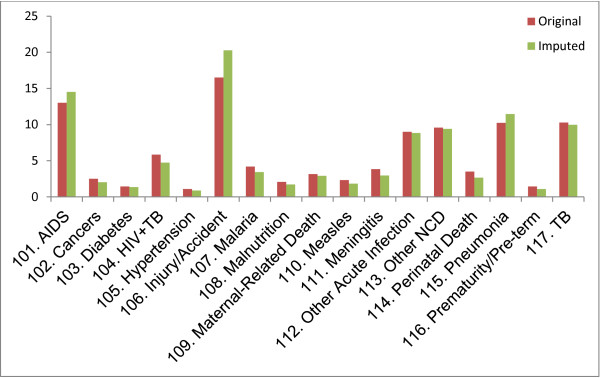 25
20
15
10
5
0
Original
Imputed
101. AIDS
102. Cancers
103. Diabetes
104. HIV+TB
105. Hypertension
106. Injury/Accident
107. Malaria
108. Malnutrition
109. Maternal-Related Death
110. Measles
111. Meningitis
112. Other Acute Infection
113. Other NCD
114. Perinatal Death
115. Pneumonia
116. Prematurity/Pre-term
117. TB